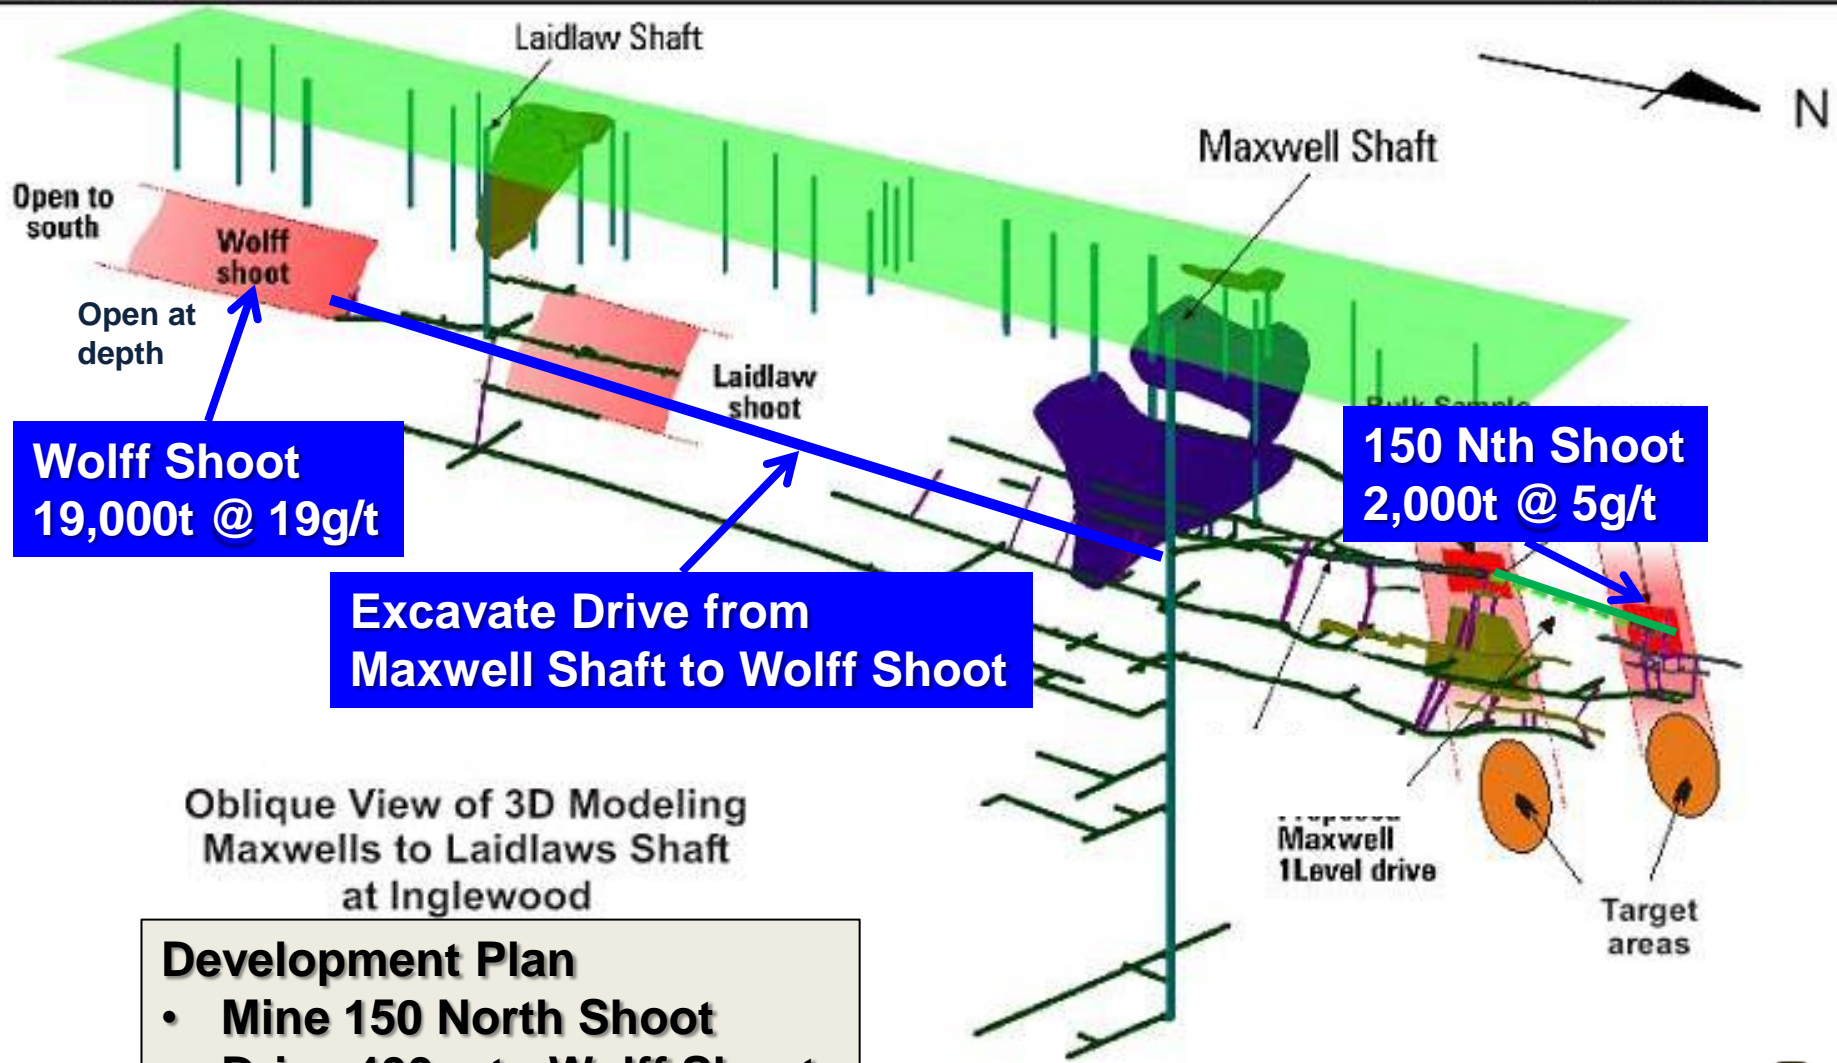 Laidlaw Shaft
N
Maxwell Shaft
Open to
south
Wolff
shoot
Open at
depth
Laidlaw
shoot
Wolff Shoot
19,000t @ 19g/t
150 Nth Shoot
2,000t @ 5g/t
Excavate Drive from
Maxwell Shaft to Wolff Shoot
Oblique View of 3D Modeling
Maxwells to Laidlaws Shaft
at Inglewood
Maxwell
1Level drive
Target
areas
Development Plan
• Mine 150 North Shoot